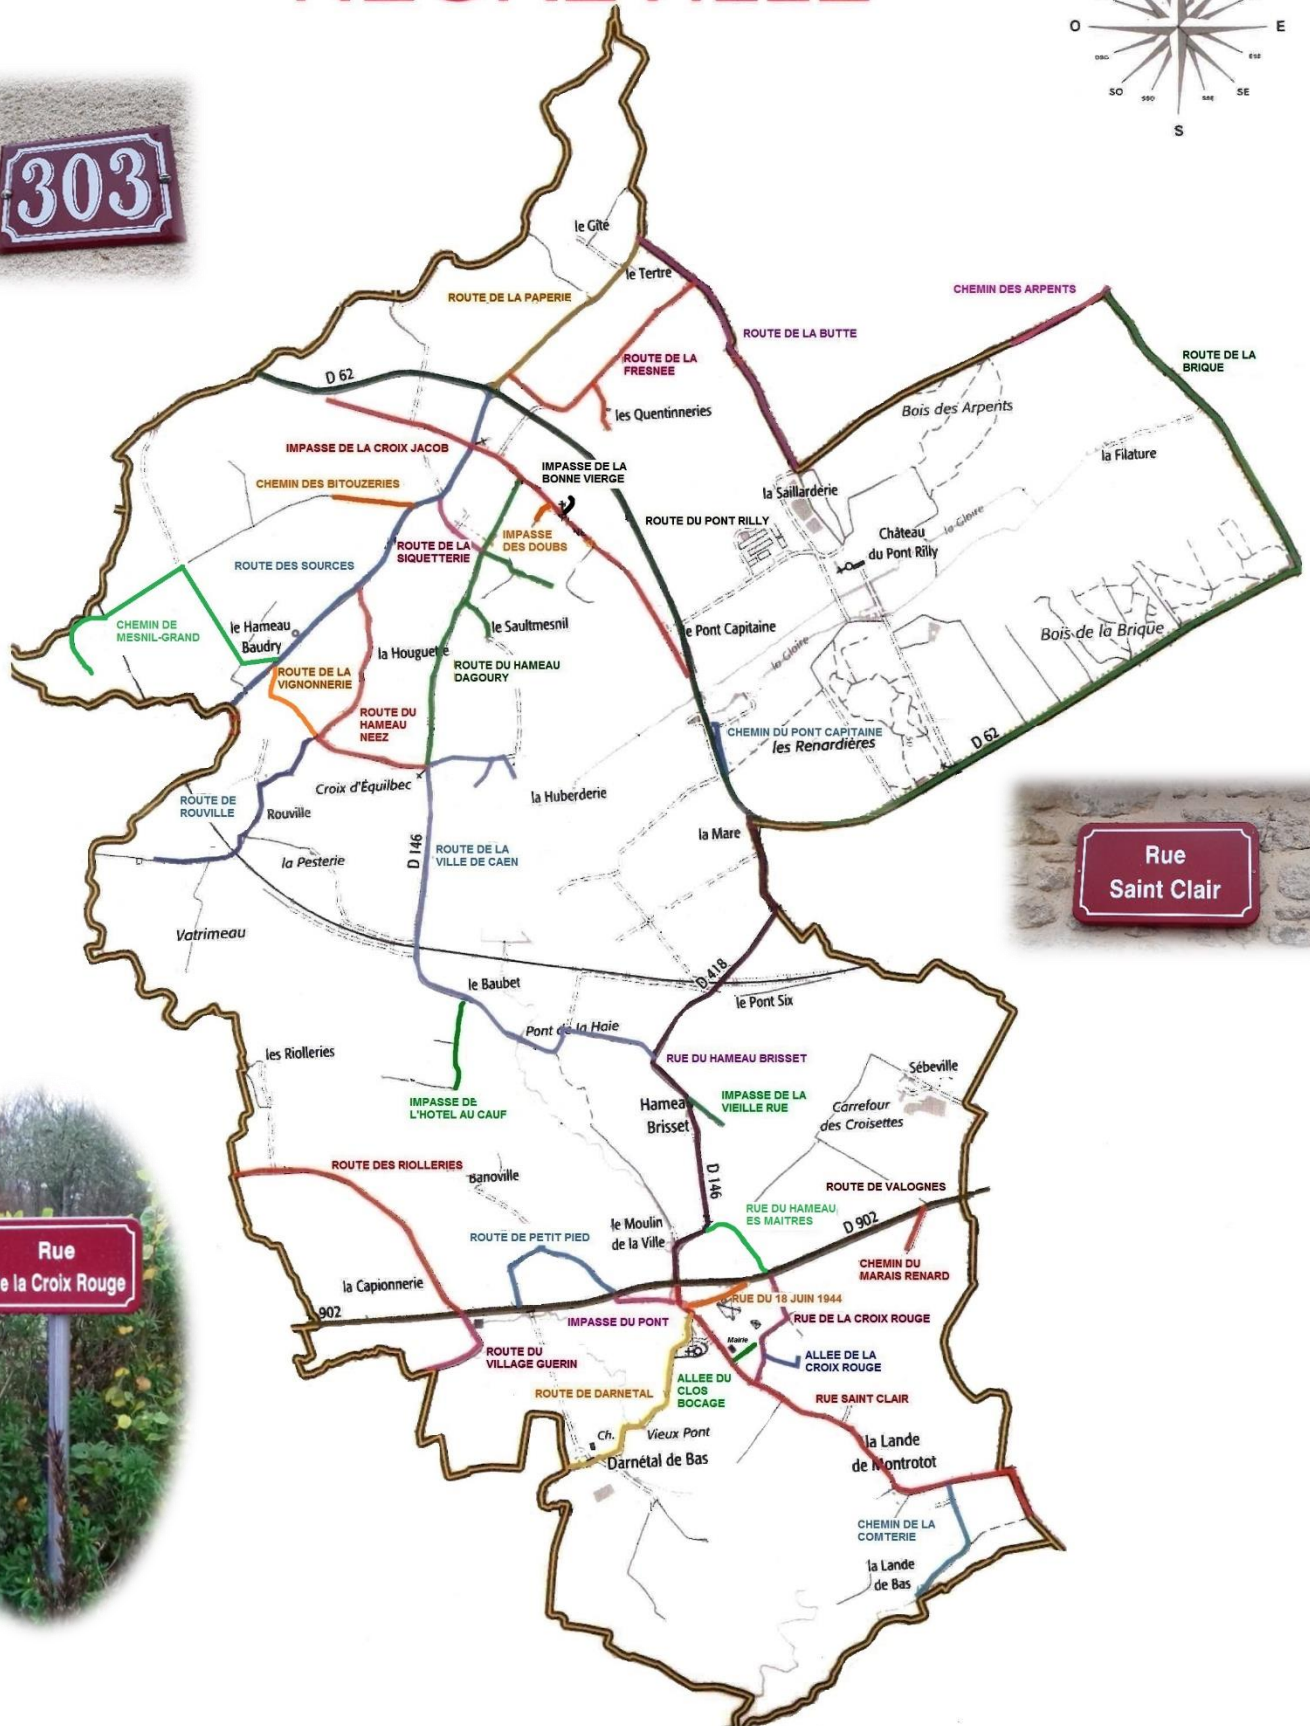 O
E
OSO
ESE
SO
SSO
SSE
SE
S
303
le Gîte
le Tertre
ROUTE DE LA PAPERIE
CHEMIN DES ARPENTS
ROUTE DE LA BUTTE
ROUTE DE LA
FRESNEE
ROUTE DE LA
BRIQUE
D 62
les Quentinneries
Bois des Arpents
IMPASSE DE LA CROIX JACOB
la Filature
IMPASSE DE LA
BONNE VIERGE
CHEMIN DES BITOUZERIES
la Saillarderie
ROUTE DU PONT RILLY
la Gloire
Château
du Pont Rilly
IMPASSE
DES DOUBS
ROUTE DE LA
SIQUETTERIE
ROUTE DES SOURCES
CHEMIN DE
MESNIL-GRAND
le Hameau
Baudry
le Saultmesnil
le Pont Capitaine
la Gloire
Bois de la Brique
la Houguette
ROUTE DU HAMEAU
DAGOURY
ROUTE DE LA
VIGNONNERIE
ROUTE DU
HAMEAU
NEEZ
CHEMIN DU PONT CAPITAINE
les Renardières
D 62
Croix d'Équilbec
la Huberderie
ROUTE DE
ROUVILLE
Rouville
la Mare
D 146
ROUTE DE LA
VILLE DE CAEN
la Pesterie
Rue
Saint Clair
Vatrimeau
le Baubet
D 418
le Pont Six
Pont de la Haie
les Riolleries
RUE DU HAMEAU BRISSET
Sébeville
IMPASSE DE
L'HOTEL AU CAUF
Hameau
Brisset
IMPASSE DE LA
VIEILLE RUE
Carrefour
des Croisettes
ROUTE DES RIOLLERIES
Banoville
D 146
ROUTE DE VALOGNES
RUE DU HAMEAU
ES MAITRES
D 902
le Moulin
de la Ville
ROUTE DE PETIT PIED
Rue
e la Croix Rouge
CHEMIN DU
MARAIS RENARD
la Capionnerie
902
RUE DU 18 JUIN 1944
IMPASSE DU PONT
RUE DE LA CROIX ROUGE
Mairie
ROUTE DU
VILLAGE GUERIN
ALLEE DE LA
CROIX ROUGE
ALLEE DU
CLOS
BOCAGE
ROUTE DE DARNETAL
RUE SAINT CLAIR
Ch.
Vieux Pont
Darnétal de Bas
la Lande
de Montrotot
CHEMIN DE LA
COMTERIE
la Lande
de Bas